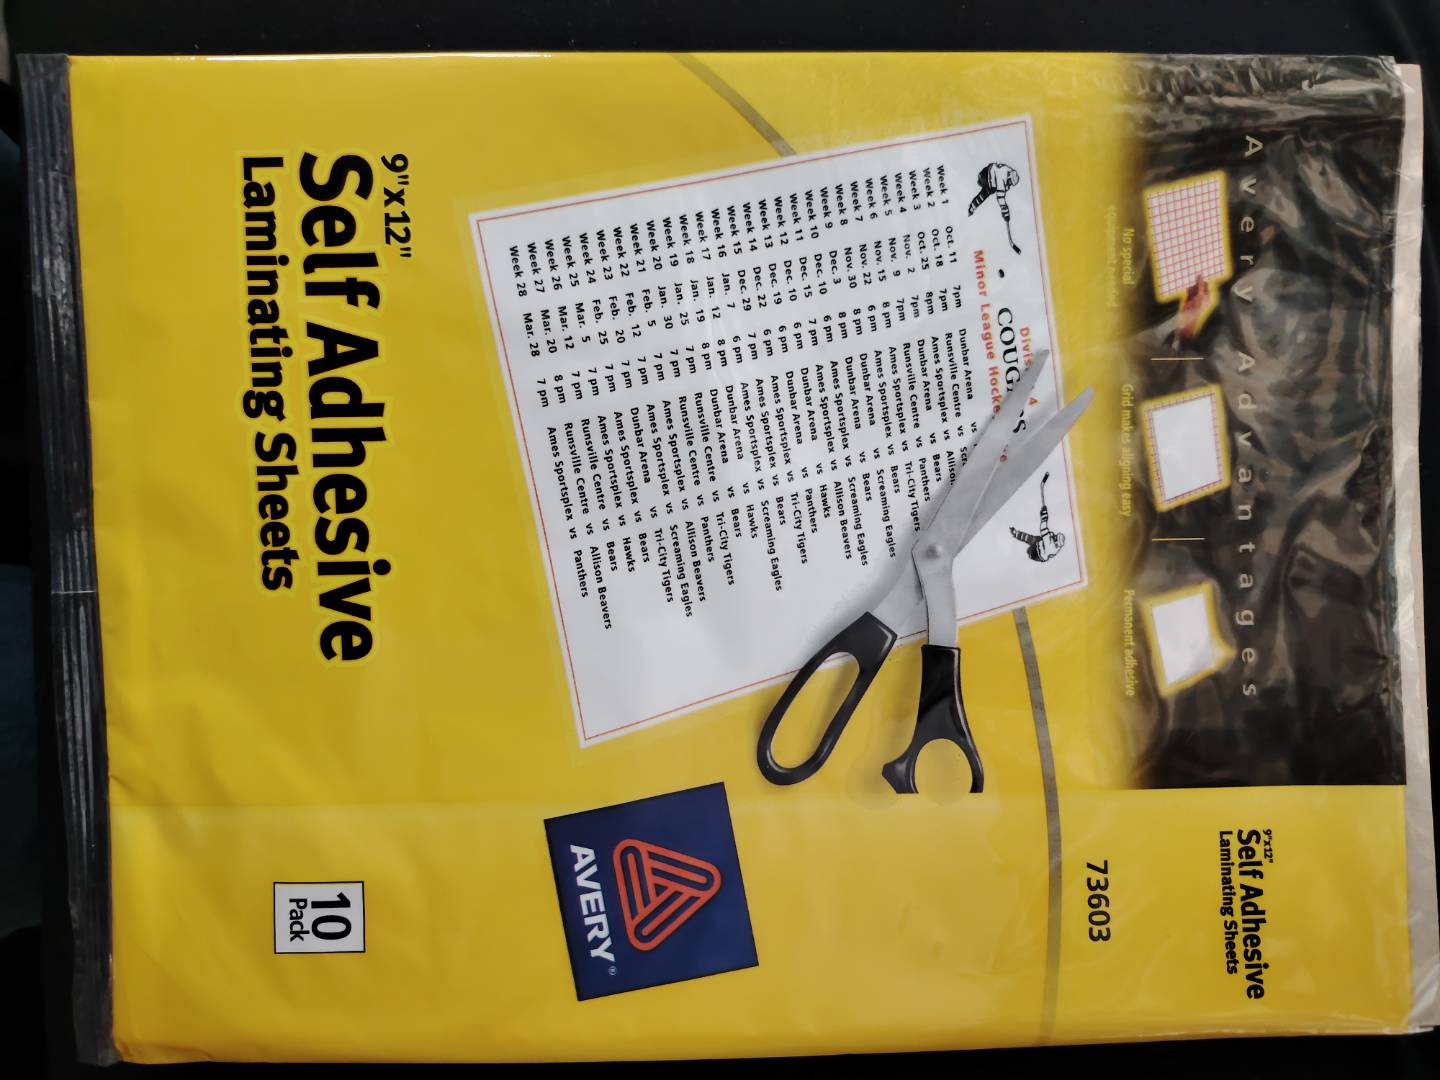 Avery Advantages
No special
equipment needed
Grid makes aligning easy
Permanent adhesive
9"x12"
Self Adhesive
Laminating Sheets
73603
Minor League
Week 1 Oct. 11 7pm Dunbar Arena vs
Week 2 Oct. 18 7pm Runsville Centre vs
Week 3 Oct. 25 8pm Ames Sportsplex vs Allison
Week 4 Nov. 2 7pm Dunbar Arena vs Bears
Week 5 Nov. 9 7pm Runsville Centre vs Panthers
Week 6 Nov. 15 8 pm Ames Sportsplex vs Tri-City Tigers
Week 7 Nov. 22 6 pm Ames Sportsplex vs Bears
Week 8 Nov. 30 8 pm Dunbar Arena vs Screaming Eagles
Week 9 Dec. 3 8 pm Dunbar Arena vs Bears
Week 10 Dec. 10 6 pm Ames Sportsplex vs Screaming Eagles
Week 11 Dec. 15 7 pm Ames Sportsplex vs Allison Beavers
Week 12 Dec. 10 6 pm Dunbar Arena vs Hawks
Week 13 Dec. 19 6 pm Dunbar Arena vs Panthers
Week 14 Dec. 22 6 pm Ames Sportsplex vs Tri-City Tigers
Week 15 Dec. 29 7 pm Ames Sportsplex vs Bears
Week 16 Jan. 7 6 pm Ames Sportsplex vs Screaming Eagles
Week 17 Jan. 12 8 pm Dunbar Arena vs Hawks
Week 18 Jan. 19 8 pm Dunbar Arena vs Bears
Week 19 Jan. 25 7 pm Runsville Centre vs Tri-City Tigers
Week 20 Jan. 30 7 pm Runsville Centre vs Panthers
Week 21 Feb. 5 7 pm Ames Sportsplex vs Allison Beavers
Week 22 Feb. 12 7 pm Ames Sportsplex vs Screaming Eagles
Week 23 Feb. 20 7 pm Dunbar Arena vs Tri-City Tigers
Week 24 Feb. 25 7 pm Ames Sportsplex vs Bears
Week 25 Mar. 5 7 pm Ames Sportsplex vs Hawks
Week 26 Mar. 12 7 pm Runsville Centre vs Bears
Week 27 Mar. 20 8 pm Runsville Centre vs Allison Beavers
Week 28 Mar. 28 7 pm Ames Sportsplex vs Panthers
AVERY®
9"x12"
Self Adhesive
Laminating Sheets
10
Pack